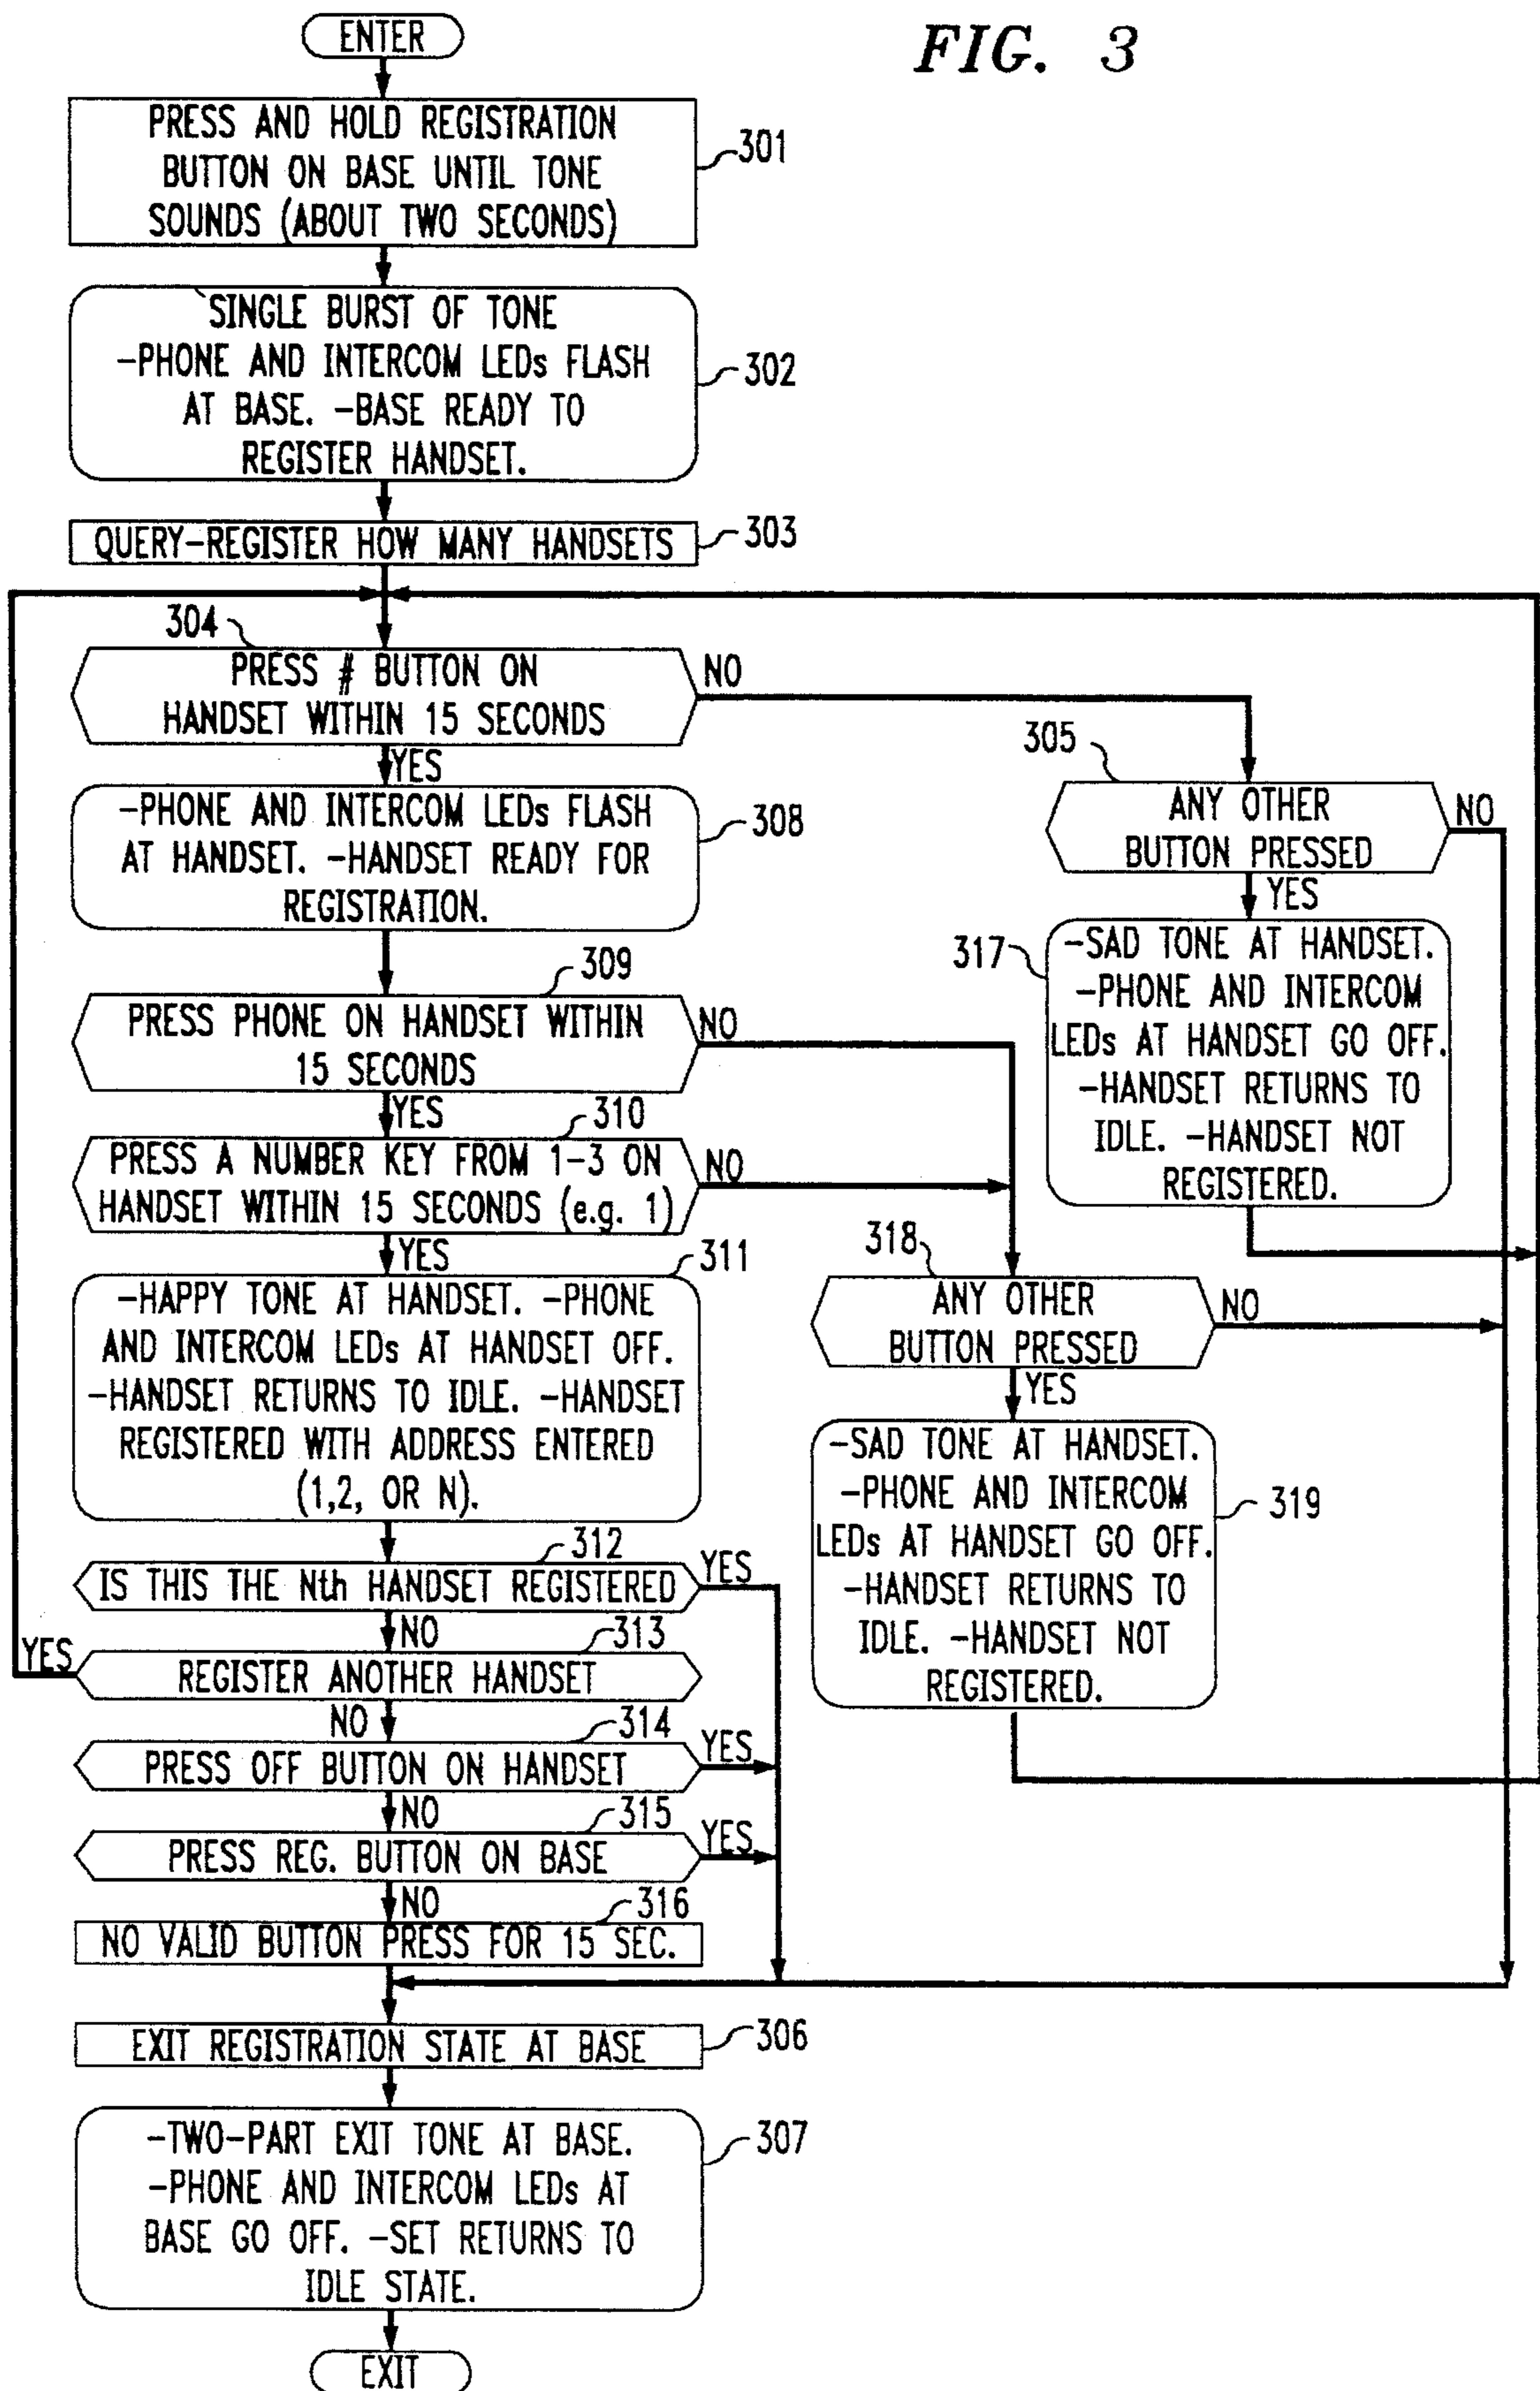 FIG. 3
ENTER
PRESS AND HOLD REGISTRATION
BUTTON ON BASE UNTIL TONE
SOUNDS (ABOUT TWO SECONDS)
301
SINGLE BURST OF TONE
-PHONE AND INTERCOM LEDs FLASH
AT BASE. -BASE READY TO
REGISTER HANDSET.
302
QUERY-REGISTER HOW MANY HANDSETS
303
304
PRESS # BUTTON ON
HANDSET WITHIN 15 SECONDS
NO
YES
305
ANY OTHER
BUTTON PRESSED
NO
YES
-PHONE AND INTERCOM LEDs FLASH
AT HANDSET. -HANDSET READY FOR
REGISTRATION.
308
317
-SAD TONE AT HANDSET.
-PHONE AND INTERCOM
LEDs AT HANDSET GO OFF.
-HANDSET RETURNS TO
IDLE. -HANDSET NOT
REGISTERED.
309
PRESS PHONE ON HANDSET WITHIN
15 SECONDS
NO
YES
310
PRESS A NUMBER KEY FROM 1-3 ON
HANDSET WITHIN 15 SECONDS (e.g. 1)
NO
YES
311
-HAPPY TONE AT HANDSET. -PHONE
AND INTERCOM LEDs AT HANDSET OFF.
-HANDSET RETURNS TO IDLE. -HANDSET
REGISTERED WITH ADDRESS ENTERED
(1,2, OR N).
318
ANY OTHER
BUTTON PRESSED
NO
YES
-SAD TONE AT HANDSET.
-PHONE AND INTERCOM
LEDs AT HANDSET GO OFF.
-HANDSET RETURNS TO
IDLE. -HANDSET NOT
REGISTERED.
319
312
IS THIS THE Nth HANDSET REGISTERED
YES
NO
313
YES
REGISTER ANOTHER HANDSET
NO
314
PRESS OFF BUTTON ON HANDSET
YES
NO
315
PRESS REG. BUTTON ON BASE
YES
NO
316
NO VALID BUTTON PRESS FOR 15 SEC.
EXIT REGISTRATION STATE AT BASE
306
-TWO-PART EXIT TONE AT BASE.
-PHONE AND INTERCOM LEDs AT
BASE GO OFF. -SET RETURNS TO
IDLE STATE.
307
EXIT